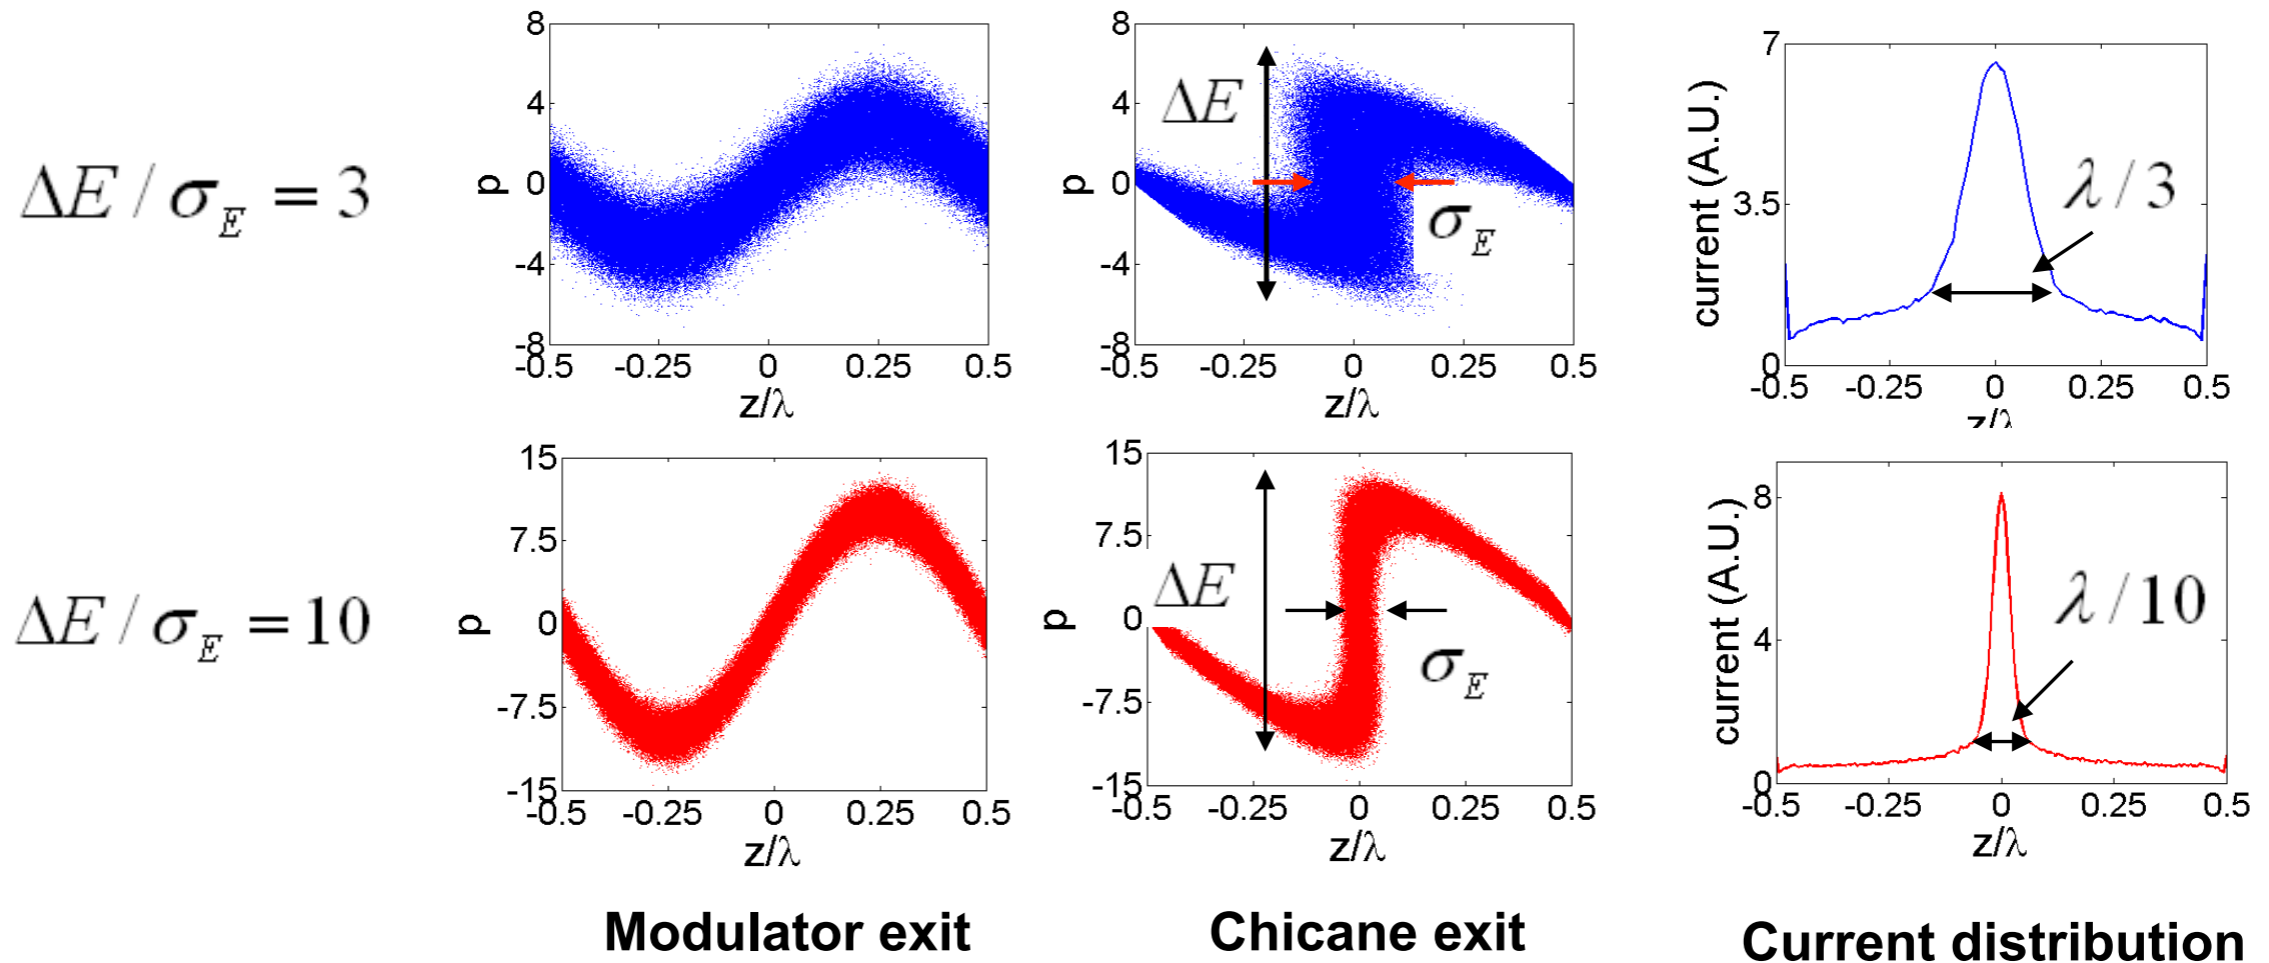 ΔE / σ_E = 3
8
4
0
-4
-8
p
-0.5 -0.25 0 0.25 0.5
z/λ
8
4
0
-4
-8
p
ΔE
σ_E
-0.5 -0.25 0 0.25 0.5
z/λ
7
3.5
0
current (A.U.)
λ/3
-0.5 -0.25 0 0.25 0.5
z/λ
ΔE / σ_E = 10
15
7.5
0
-7.5
-15
p
-0.5 -0.25 0 0.25 0.5
z/λ
15
7.5
0
-7.5
-15
p
ΔE
σ_E
-0.5 -0.25 0 0.25 0.5
z/λ
8
4
0
current (A.U.)
λ/10
-0.5 -0.25 0 0.25 0.5
z/λ
Modulator exit
Chicane exit
Current distribution